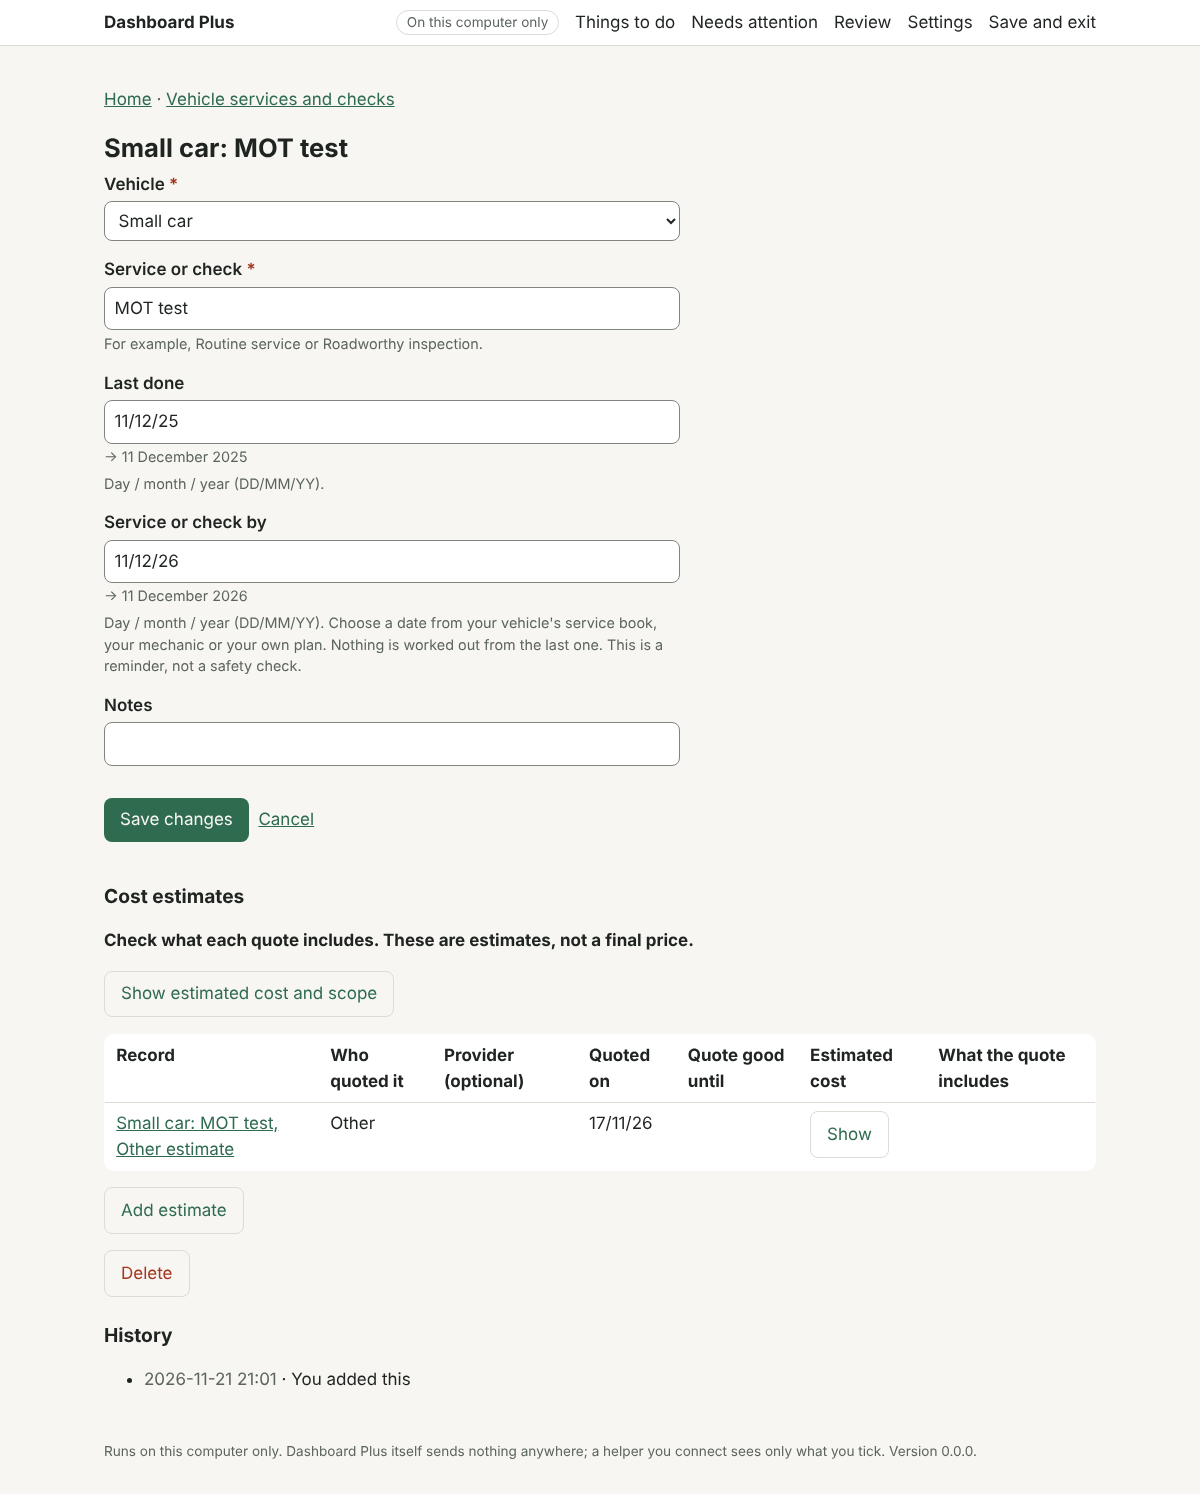 Dashboard Plus
On this computer only
Things to do
Needs attention
Review
Settings
Save and exit
Home · Vehicle services and checks
Small car: MOT test
Vehicle *
Small car
Service or check *
MOT test
For example, Routine service or Roadworthy inspection.
Last done
11/12/25
→ 11 December 2025
Day / month / year (DD/MM/YY).
Service or check by
11/12/26
→ 11 December 2026
Day / month / year (DD/MM/YY). Choose a date from your vehicle's service book,
your mechanic or your own plan. Nothing is worked out from the last one. This is a
reminder, not a safety check.
Notes
Save changes
Cancel
Cost estimates
Check what each quote includes. These are estimates, not a final price.
Show estimated cost and scope
Record
Who quoted it
Provider (optional)
Quoted on
Quote good until
Estimated cost
What the quote includes
Small car: MOT test,
Other estimate
Other
17/11/26
Show
Add estimate
Delete
History
2026-11-21 21:01 · You added this
Runs on this computer only. Dashboard Plus itself sends nothing anywhere; a helper you connect sees only what you tick. Version 0.0.0.